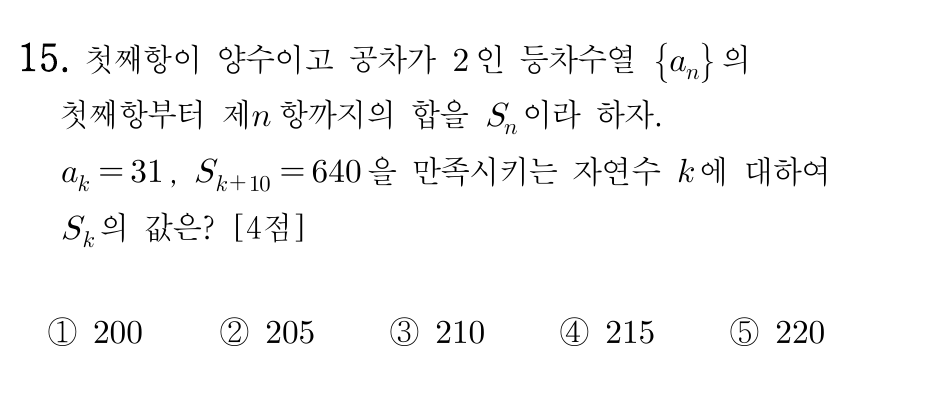 15. 첫째항이 양수이고 공차가 2인 등차수열 {aₙ}의
첫째항부터 제n항까지의 합을 Sₙ이라 하자.
aₖ = 31, Sₖ₊₁₀ = 640을 만족시키는 자연수 k에 대하여
Sₖ의 값은? [4점]
① 200 ② 205 ③ 210 ④ 215 ⑤ 220